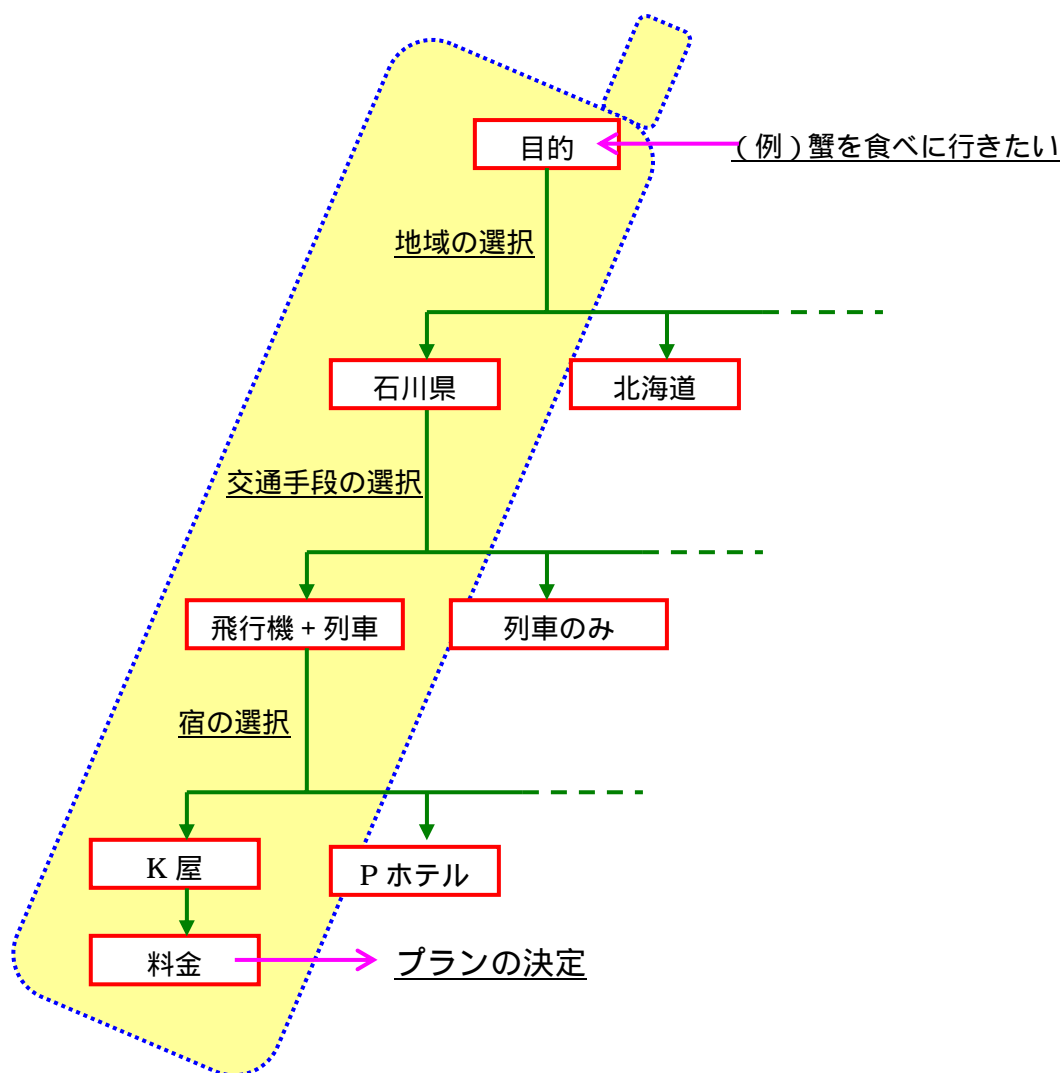 目的
(例)蟹を食べに行きたい
地域の選択
石川県
北海道
交通手段の選択
飛行機+列車
列車のみ
宿の選択
K屋
Pホテル
料金
プランの決定